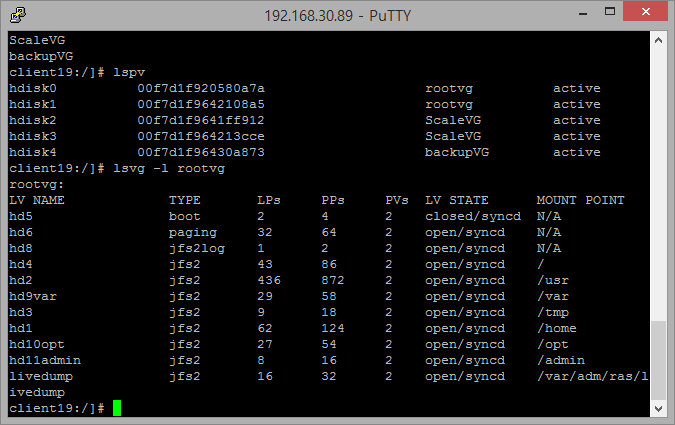 192.168.30.89 - PuTTY
ScaleVG
backupVG
client19:/]# lspv
hdisk0          00f7d1f920580a7a                    rootvg          active
hdisk1          00f7d1f9642108a5                    rootvg          active
hdisk2          00f7d1f9641ff912                    ScaleVG         active
hdisk3          00f7d1f964213cce                    ScaleVG         active
hdisk4          00f7d1f96430a873                    backupVG        active
client19:/]# lsvg -l rootvg
rootvg:
LV NAME             TYPE       LPs     PPs     PVs  LV STATE      MOUNT POINT
hd5                 boot       2       4       2    closed/syncd  N/A
hd6                 paging     32      64      2    open/syncd    N/A
hd8                 jfs2log    1       2       2    open/syncd    N/A
hd4                 jfs2       43      86      2    open/syncd    /
hd2                 jfs2       436     872     2    open/syncd    /usr
hd9var              jfs2       29      58      2    open/syncd    /var
hd3                 jfs2       9       18      2    open/syncd    /tmp
hd1                 jfs2       62      124     2    open/syncd    /home
hd10opt             jfs2       27      54      2    open/syncd    /opt
hd11admin           jfs2       8       16      2    open/syncd    /admin
livedump            jfs2       16      32      2    open/syncd    /var/adm/ras/l
ivedump
client19:/]#